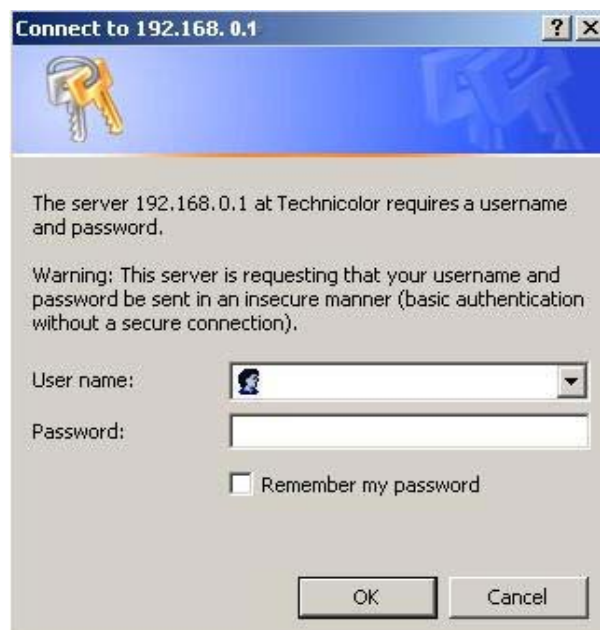 Connect to 192.168.0.1
The server 192.168.0.1 at Technicolor requires a username
and password.
Warning: This server is requesting that your username and
password be sent in an insecure manner (basic authentication
without a secure connection).
User name:
Password:
Remember my password
OK
Cancel